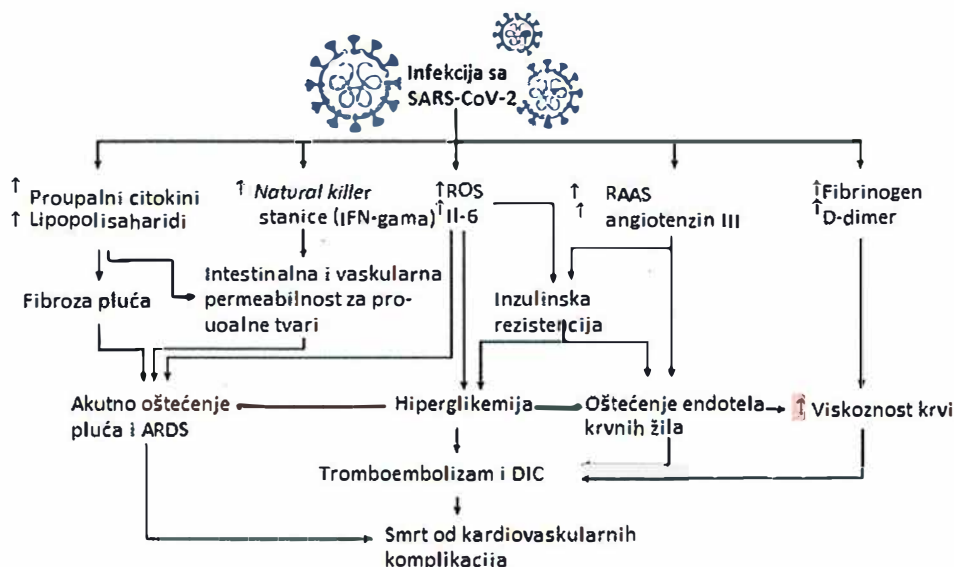 Infekcija sa
SARS-CoV-2
↑ Proupalni citokini
↑ Lipopolisaharidi
↑ Natural killer
stanice (IFN-gama)
↑ROS
↑Il-6
↑ RAAS
↑ angiotenzin III
↑Fibrinogen
↑D-dimer
Fibroza pluća
Intestinalna i vaskularna
permeabilnost za pro-
uoalne tvari
Inzulinska
rezistencija
Akutno oštećenje
pluća i ARDS
Hiperglikemija
Oštećenje endotela
krvnih žila
↑ Viskoznost krvi
Tromboembolizam i DIC
Smrt od kardiovaskularnih
komplikacija